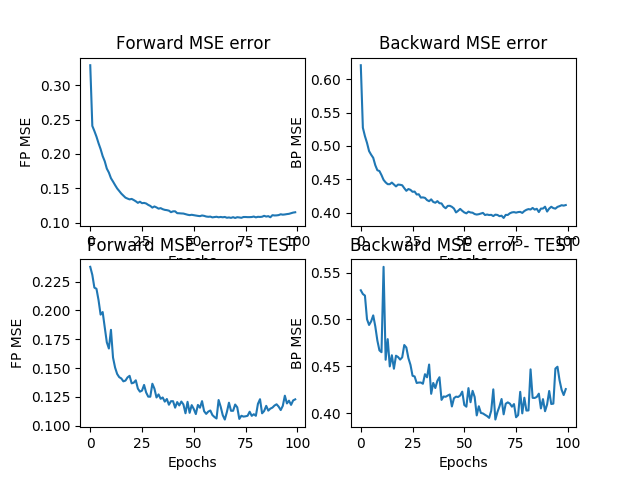 Forward MSE error
Backward MSE error
FP MSE
0.30
0.25
0.20
0.15
0.10
0 25 50 75 100
Epochs
BP MSE
0.60
0.55
0.50
0.45
0.40
0 25 50 75 100
Epochs
Forward MSE error - TEST
Backward MSE error - TEST
FP MSE
0.225
0.200
0.175
0.150
0.125
0.100
0 25 50 75 100
Epochs
BP MSE
0.55
0.50
0.45
0.40
0 25 50 75 100
Epochs